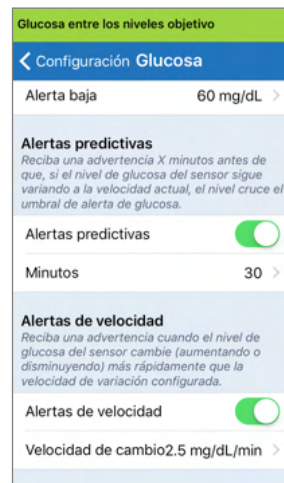 Glucosa entre los niveles objetivo
Configuración Glucosa
Alerta baja 60 mg/dL
Alertas predictivas
Reciba una advertencia X minutos antes de
que, si el nivel de glucosa del sensor sigue
variando a la velocidad actual, el nivel cruce el
umbral de alerta de glucosa.
Alertas predictivas
Minutos 30
Alertas de velocidad
Reciba una advertencia cuando el nivel de
glucosa del sensor cambie (aumentando o
disminuyendo) más rápidamente que la
velocidad de variación configurada.
Alertas de velocidad
Velocidad de cambio2.5 mg/dL/min